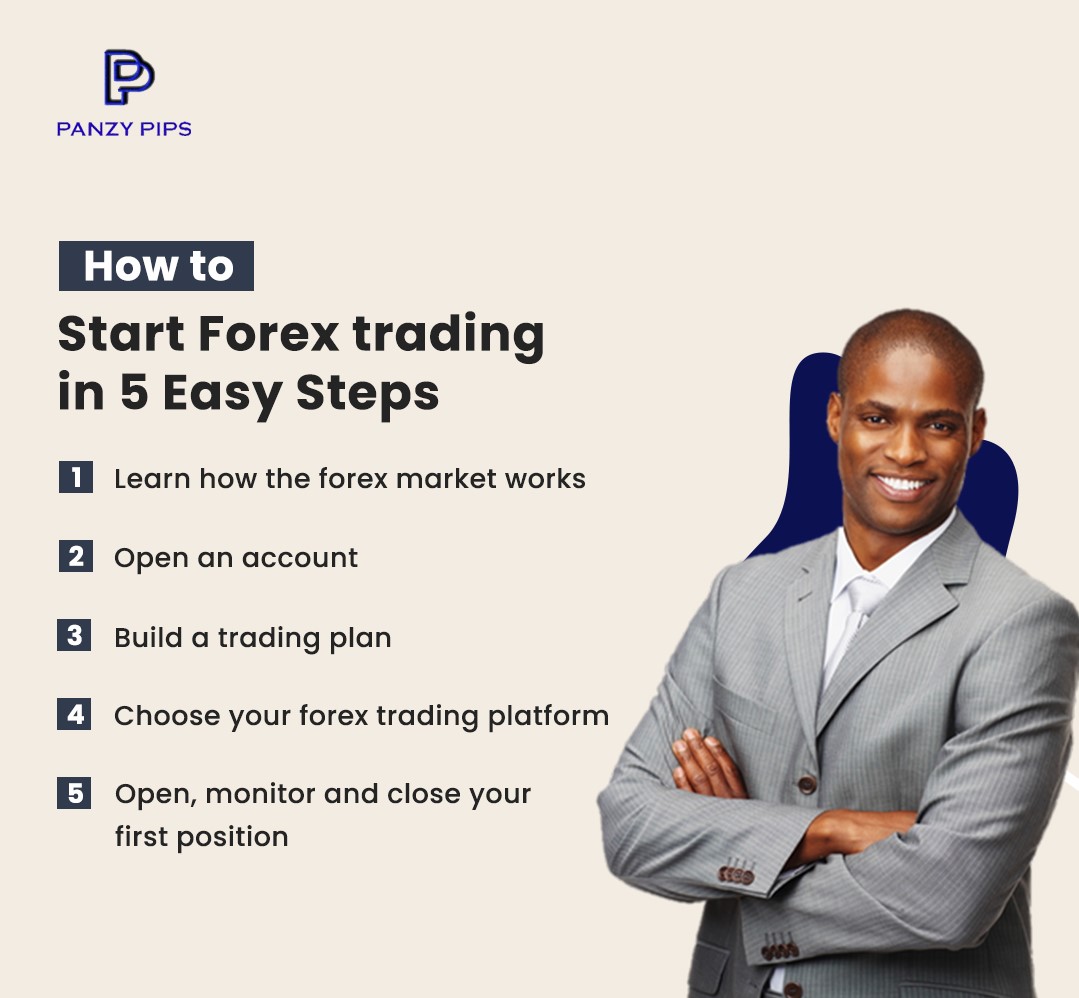 PANZY PIPS
How to
Start Forex trading
in 5 Easy Steps
1 Learn how the forex market works
2 Open an account
3 Build a trading plan
4 Choose your forex trading platform
5 Open, monitor and close your
first position